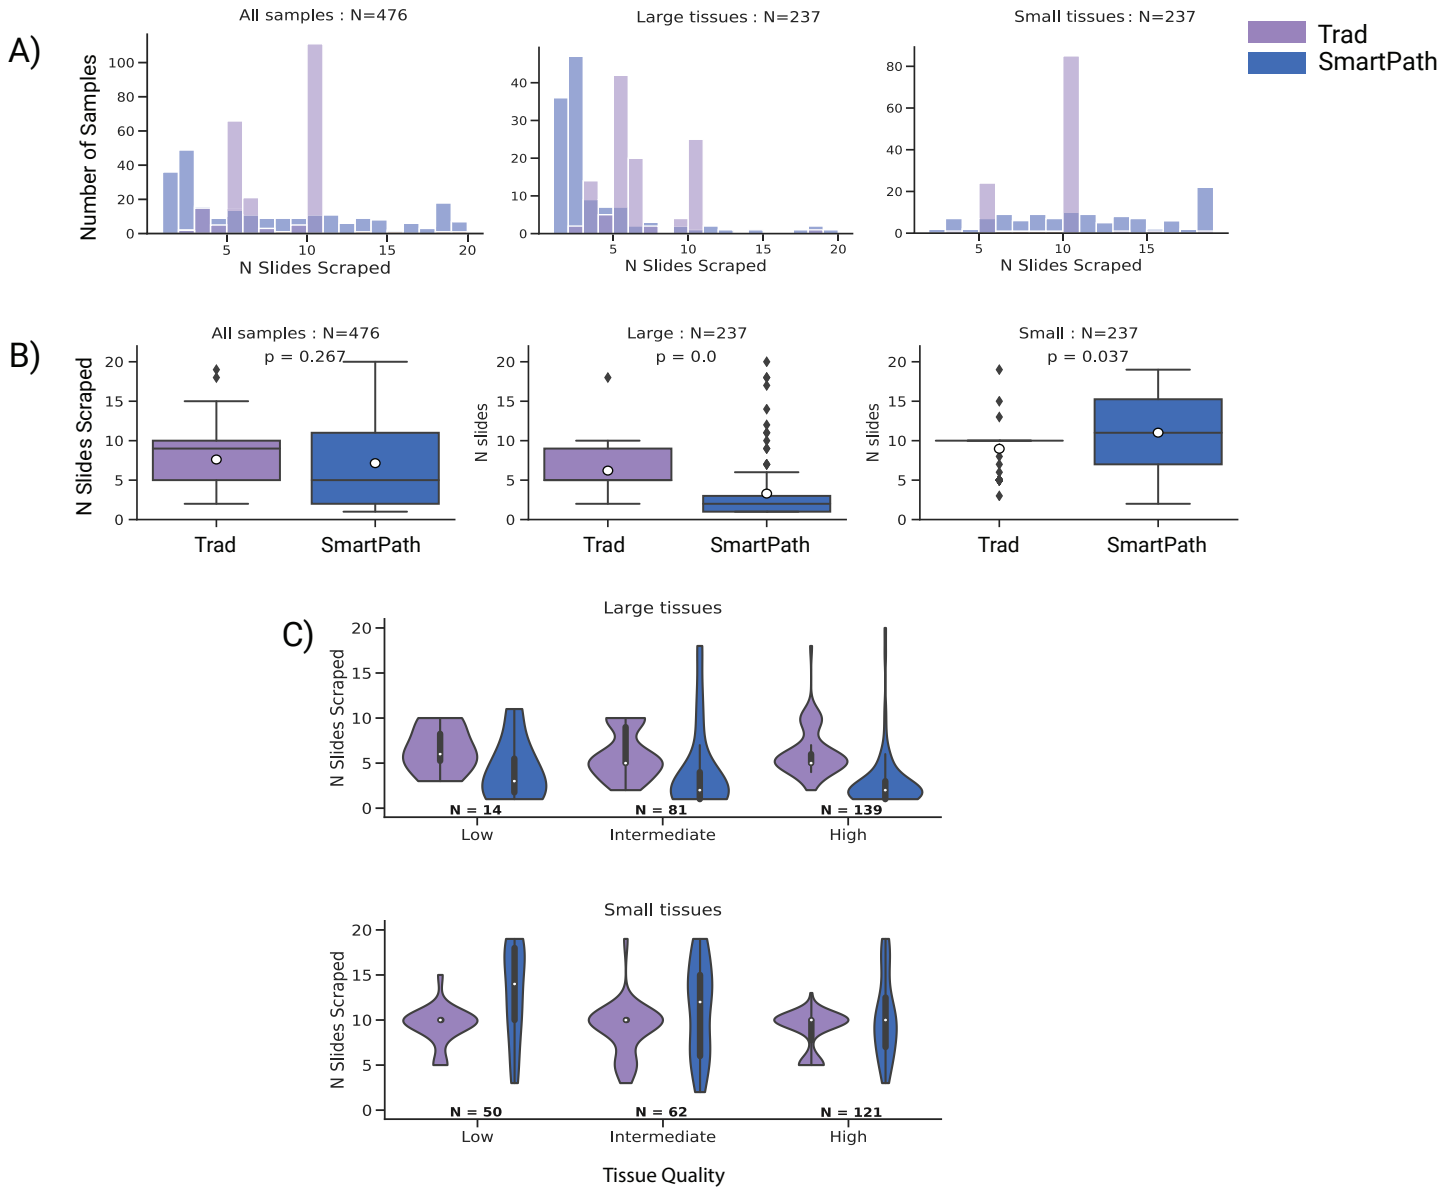 A)
All samples : N=476
Large tissues : N=237
Small tissues : N=237
Trad
SmartPath
Number of Samples
100
80
60
40
20
0
5
10
15
20
N Slides Scraped
40
30
20
10
0
5
10
15
20
N Slides Scraped
80
60
40
20
0
5
10
15
N Slides Scraped
B)
All samples : N=476
p = 0.267
N Slides Scraped
20
15
10
5
0
Trad
SmartPath
Large : N=237
p = 0.0
N slides
20
15
10
5
0
Trad
SmartPath
Small : N=237
p = 0.037
N slides
20
15
10
5
0
Trad
SmartPath
C)
Large tissues
N Slides Scraped
20
15
10
5
0
N = 14
N = 81
N = 139
Low
Intermediate
High
Small tissues
N Slides Scraped
20
15
10
5
0
N = 50
N = 62
N = 121
Low
Intermediate
High
Tissue Quality